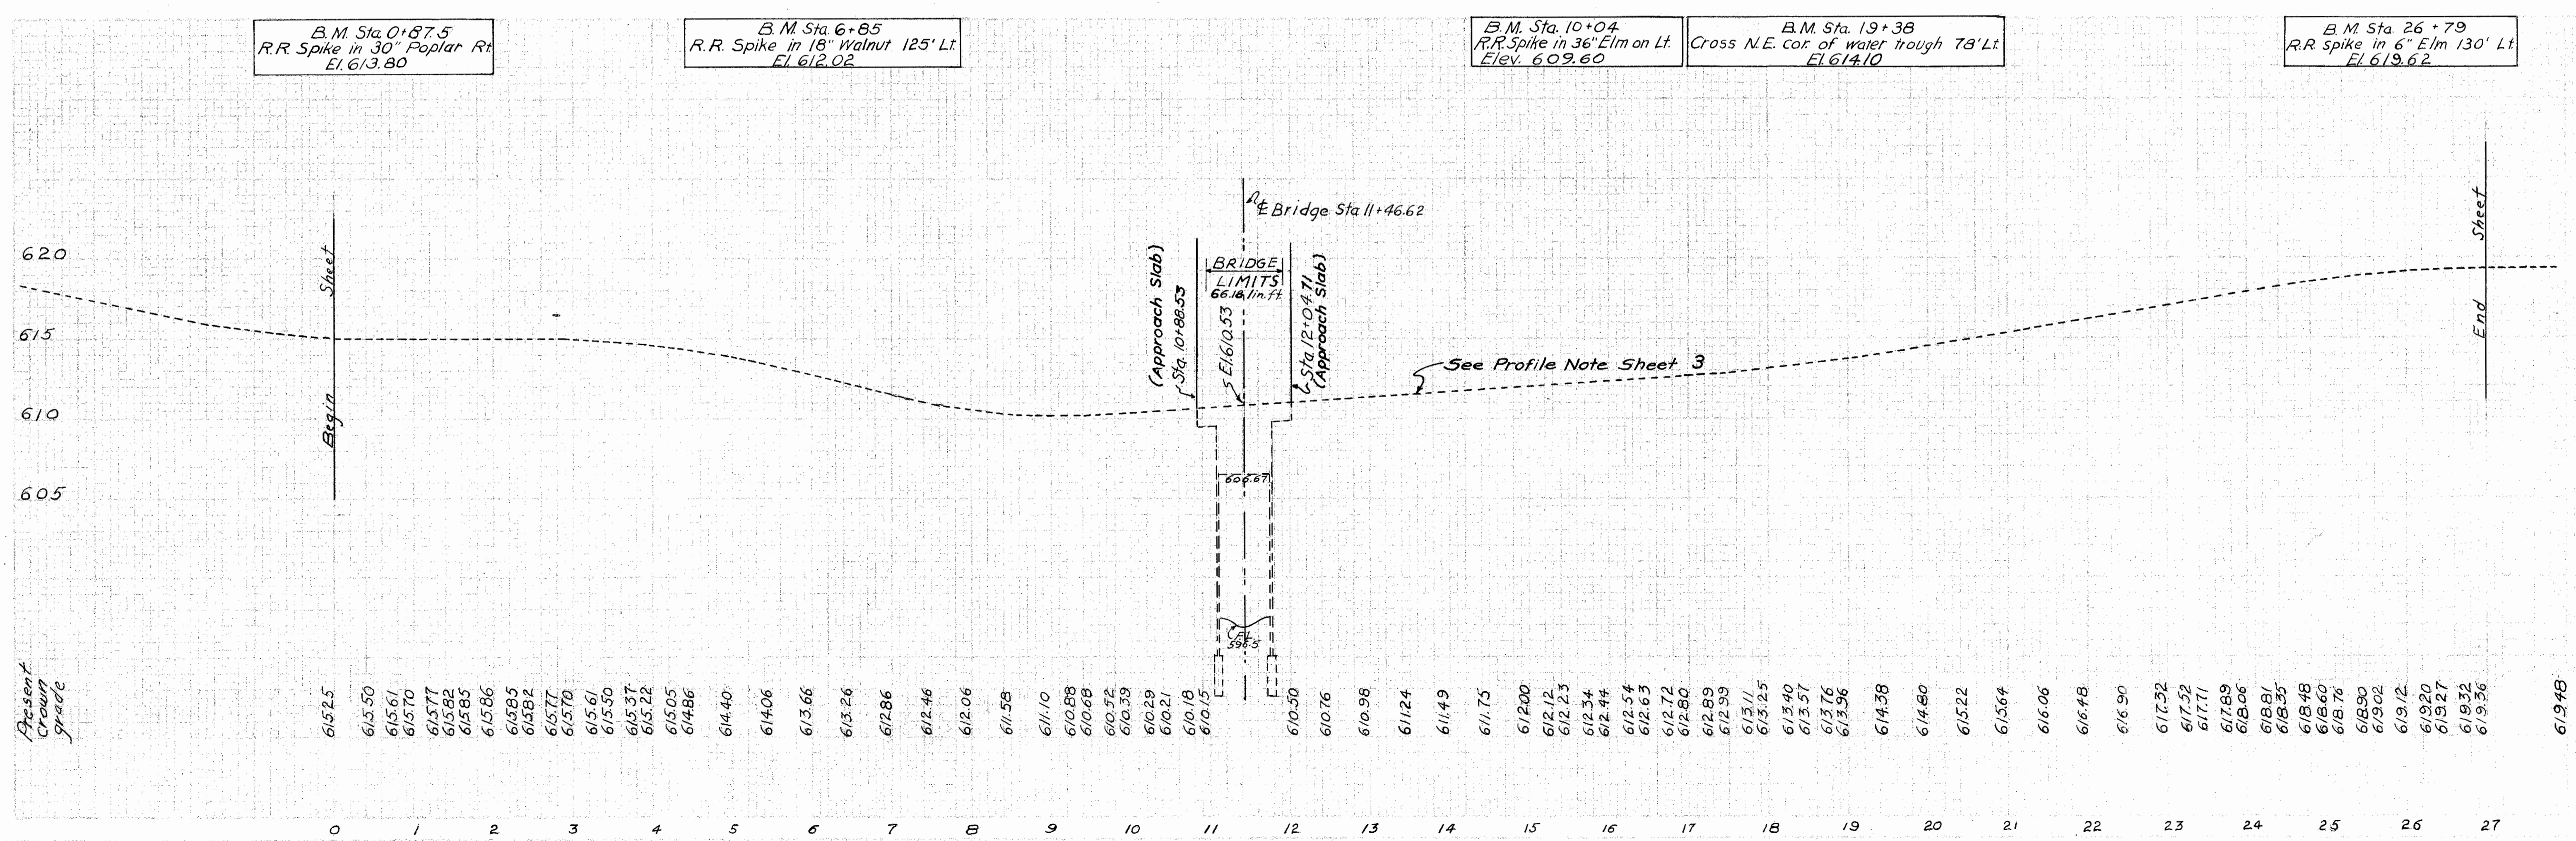 B.M. Sta. 0+87.5
R.R. Spike in 30" Poplar Rt.
El. 613.80
B.M. Sta. 6+85
R.R. Spike in 18" Walnut 125' Lt.
El. 612.02
B.M. Sta. 10+04
R.R. Spike in 36" Elm on Lt.
Elev. 609.60
B.M. Sta. 19+38
Cross N.E. cor. of water trough 78' Lt.
El. 614.10
B.M. Sta. 26+79
R.R. spike in 6" Elm 130' Lt.
El. 619.62
℄ Bridge Sta 11+46.62
620
615
610
605
Begin Sheet
(Approach Slab)
Sta. 10+88.53
BRIDGE
LIMITS
66.18 lin.ft.
El. 610.53
Sta. 12+04.71
(Approach Slab)
See Profile Note Sheet 3
End Sheet
606.67
F.L.
596.5
Present
Crown
grade
615.25
615.50
615.61
615.70
615.77
615.82
615.85
615.86
615.85
615.82
615.77
615.70
615.61
615.50
615.37
615.22
615.05
614.86
614.40
614.06
613.66
613.26
612.86
612.46
612.06
611.58
611.10
610.88
610.68
610.52
610.39
610.29
610.21
610.18
610.15
610.50
610.76
610.98
611.24
611.49
611.75
612.00
612.12
612.23
612.34
612.44
612.54
612.63
612.72
612.80
612.89
612.99
613.11
613.25
613.40
613.57
613.76
613.96
614.38
614.80
615.22
615.64
616.06
616.48
616.90
617.32
617.52
617.71
617.89
618.06
618.81
618.35
618.48
618.60
618.76
618.90
619.02
619.12
619.20
619.27
619.32
619.36
619.48
0 1 2 3 4 5 6 7 8 9 10 11 12 13 14 15 16 17 18 19 20 21 22 23 24 25 26 27